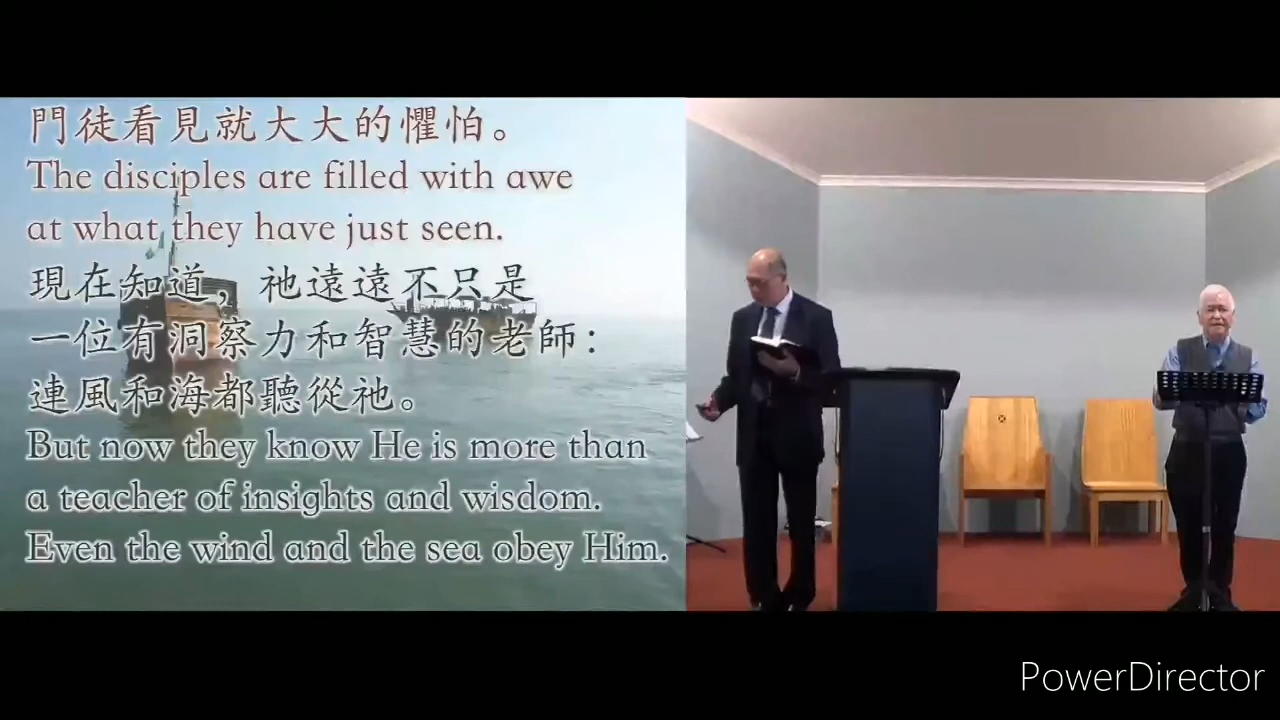 門徒看見就大大的懼怕。
The disciples are filled with awe
at what they have just seen.
現在知道，祂遠遠不只是
一位有洞察力和智慧的老師：
連風和海都聽從祂。
But now they know He is more than
a teacher of insights and wisdom.
Even the wind and the sea obey Him.
PowerDirector